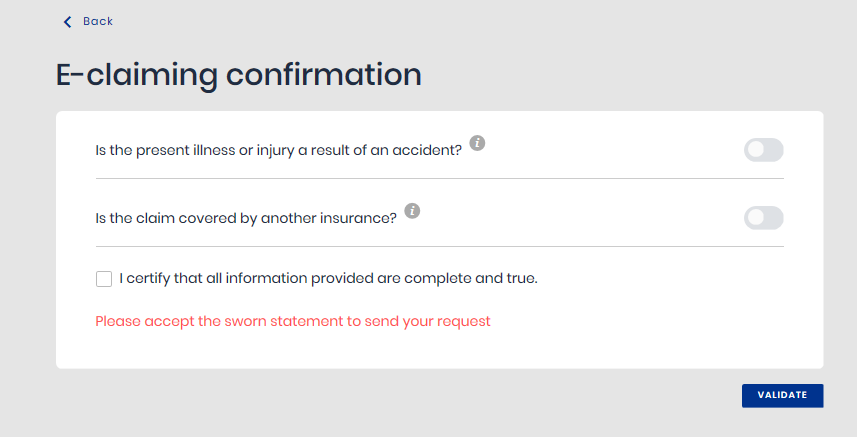 Back
E-claiming confirmation
Is the present illness or injury a result of an accident? i
Is the claim covered by another insurance? i
I certify that all information provided are complete and true.
Please accept the sworn statement to send your request
VALIDATE